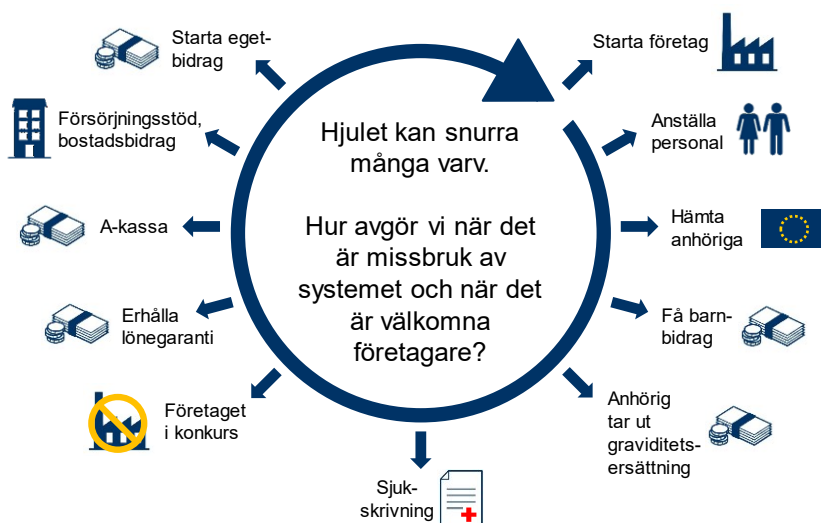 Hjulet kan snurra
många varv.
Hur avgör vi när det
är missbruk av
systemet och när det
är välkomna
företagare?
Starta företag
Anställa
personal
Hämta
anhöriga
Få barn-
bidrag
Anhörig
tar ut
graviditets-
ersättning
Sjuk-
skrivning
Företaget
i konkurs
Erhålla
lönegaranti
A-kassa
Försörjningsstöd,
bostadsbidrag
Starta eget-
bidrag